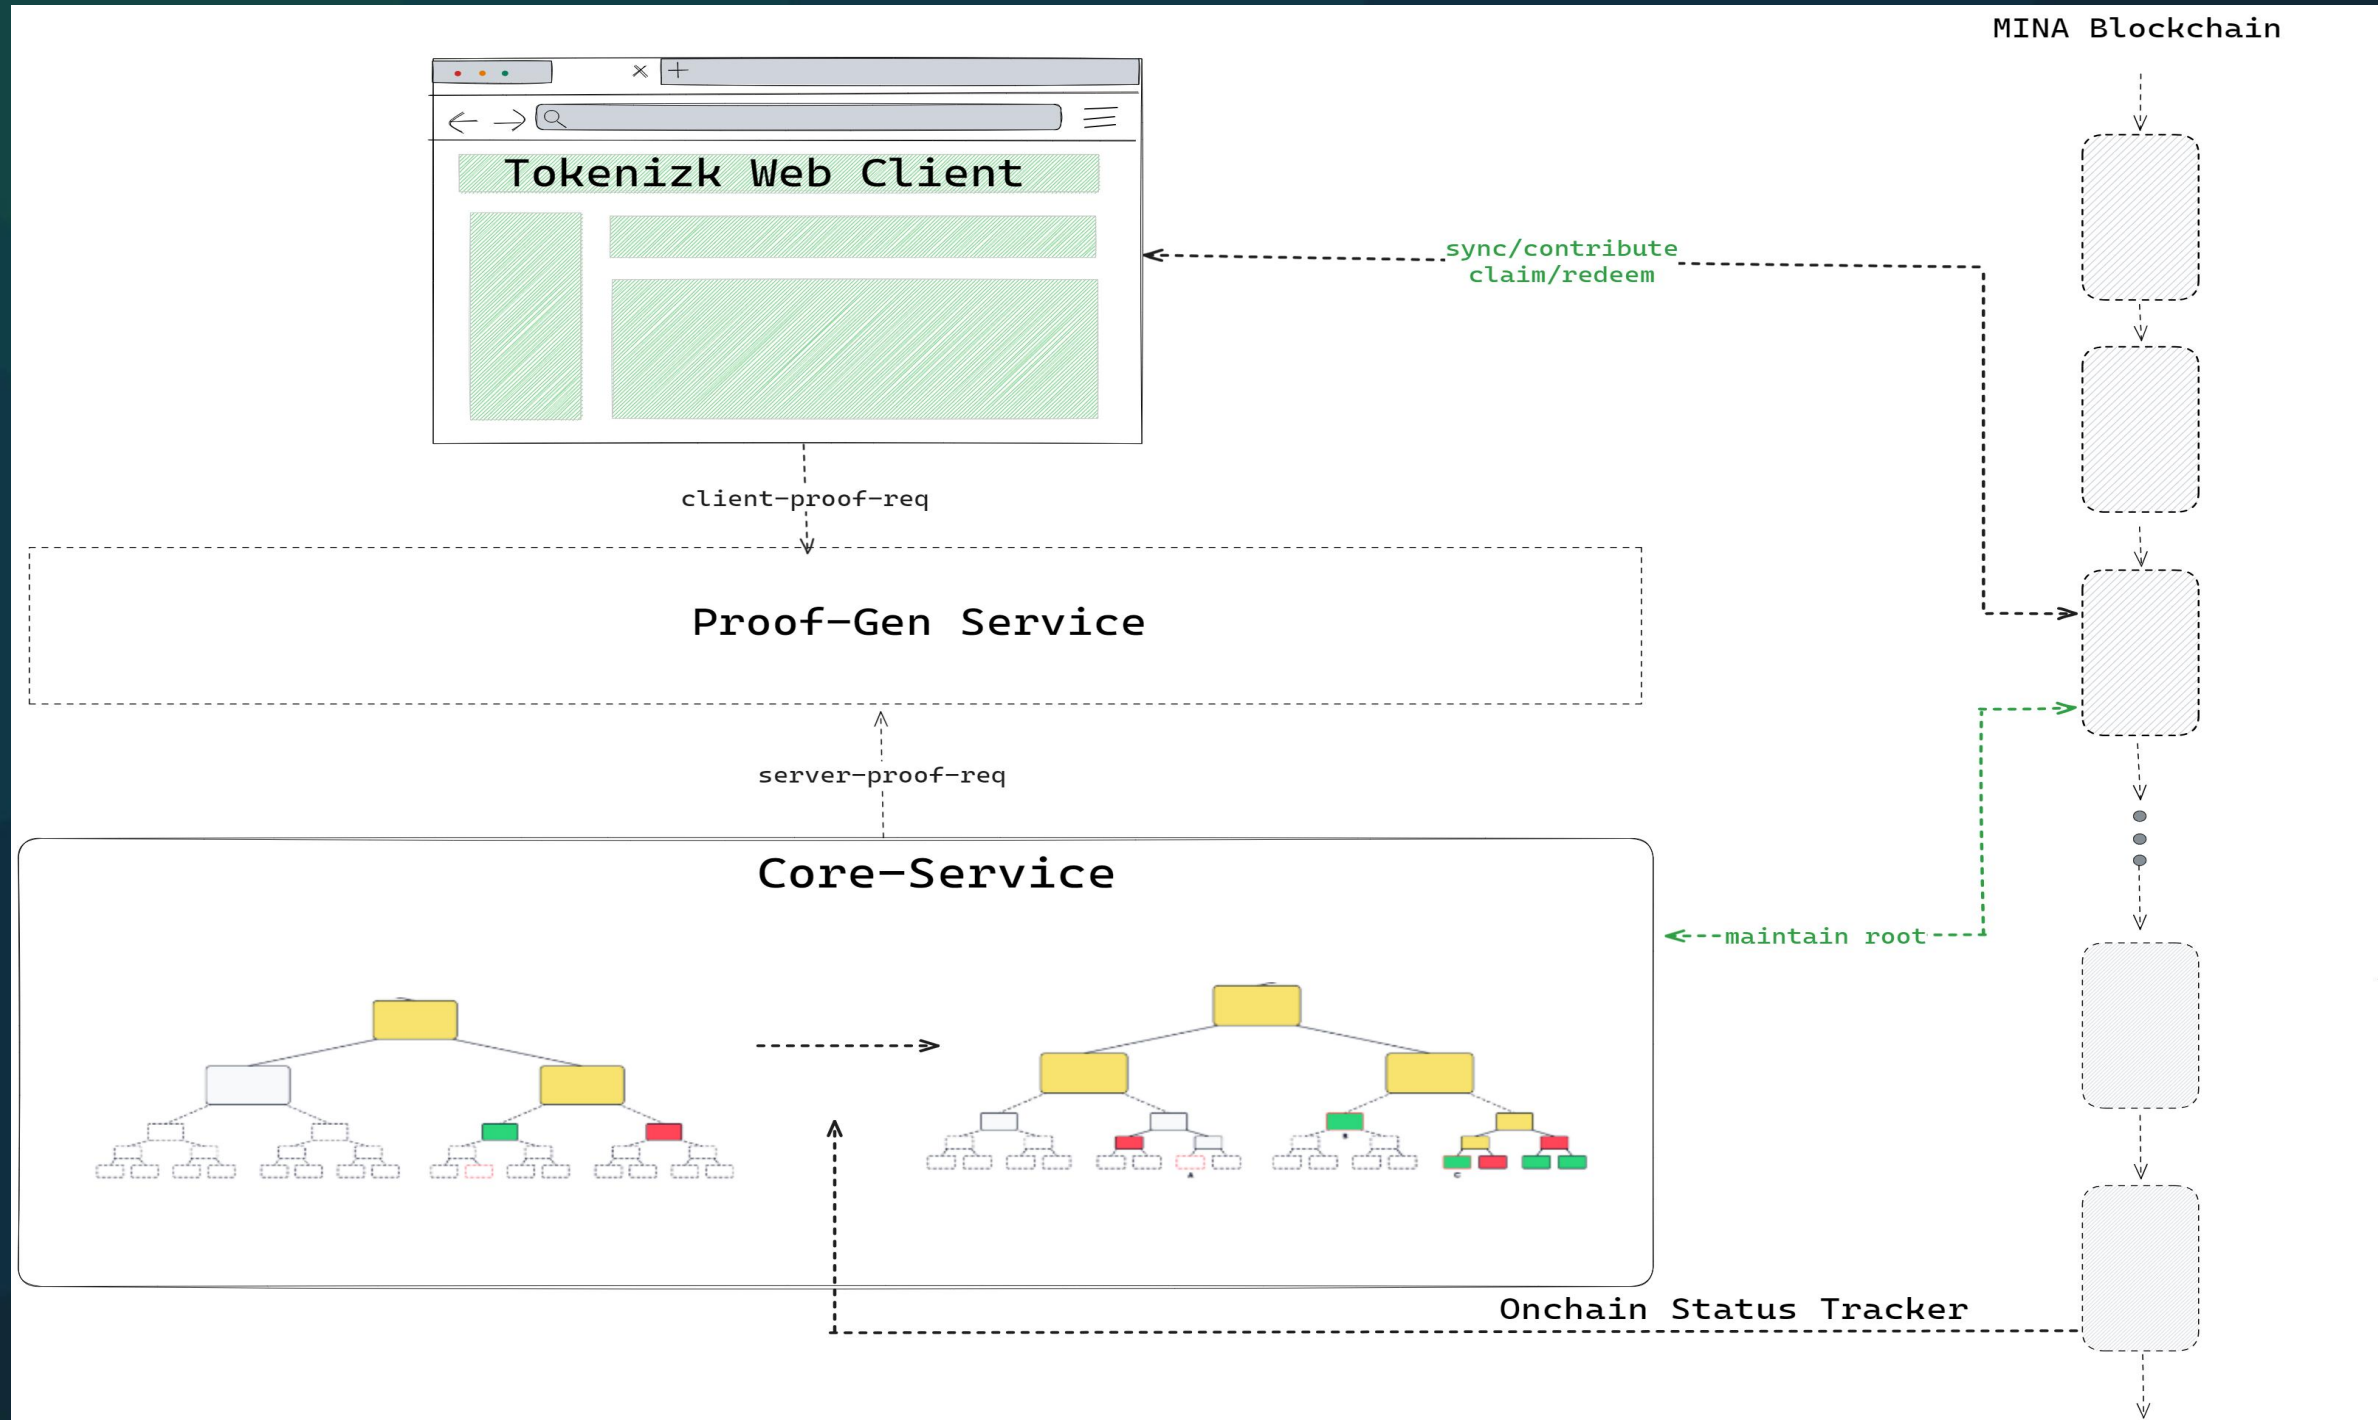 MINA Blockchain
Tokenizk Web Client
sync/contribute
claim/redeem
client-proof-req
Proof-Gen Service
server-proof-req
Core-Service
maintain root
B
A
C
Onchain Status Tracker